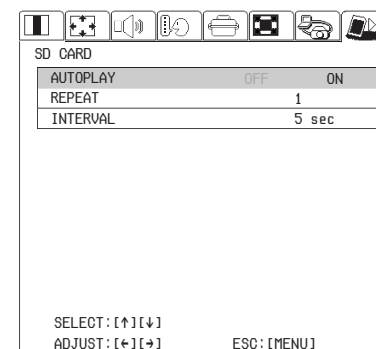 SD CARD
AUTOPLAY OFF ON
REPEAT 1
INTERVAL 5 sec
SELECT:[↑][↓]
ADJUST:[←][→] ESC:[MENU]